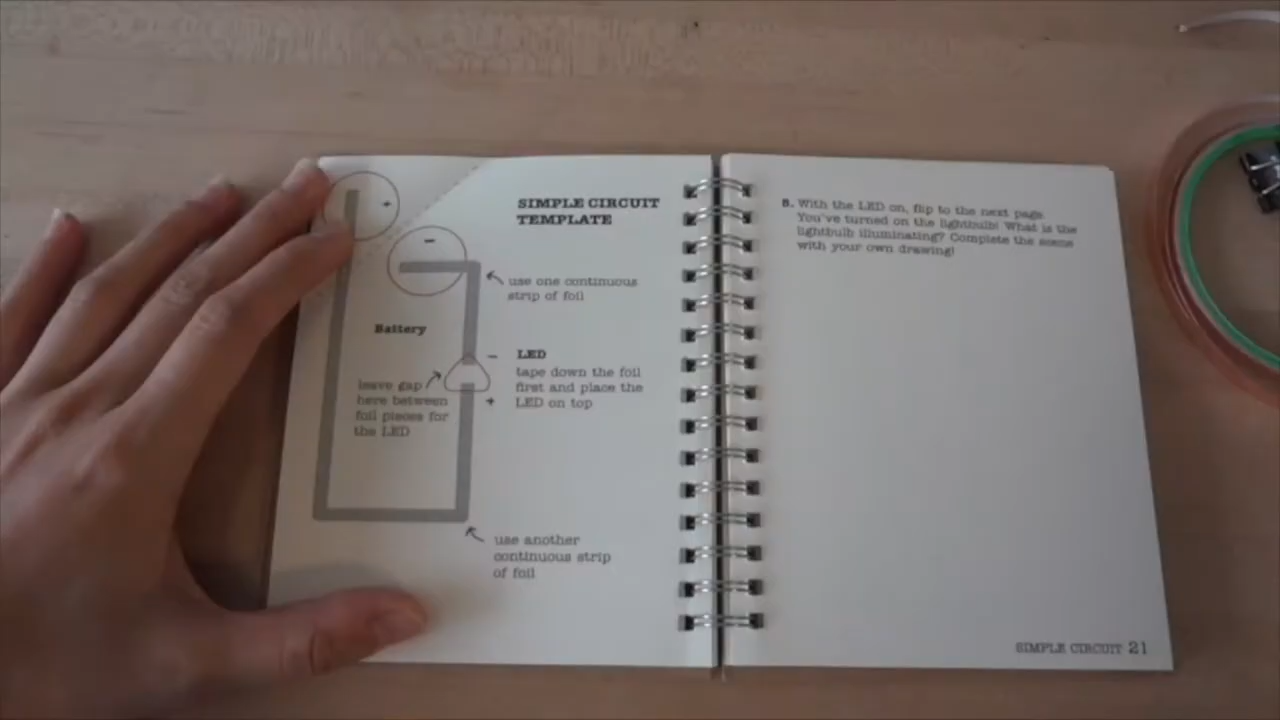 SIMPLE CIRCUIT
TEMPLATE
+
-
use one continuous
strip of foil
Battery
- LED
tape down the foil
first and place the
+ LED on top
leave gap
here between
foil pieces for
the LED
use another
continuous strip
of foil
8. With the LED on, flip to the next page.
You've turned on the lightbulb! What is the
lightbulb illuminating? Complete the scene
with your own drawing!
SIMPLE CIRCUIT 21